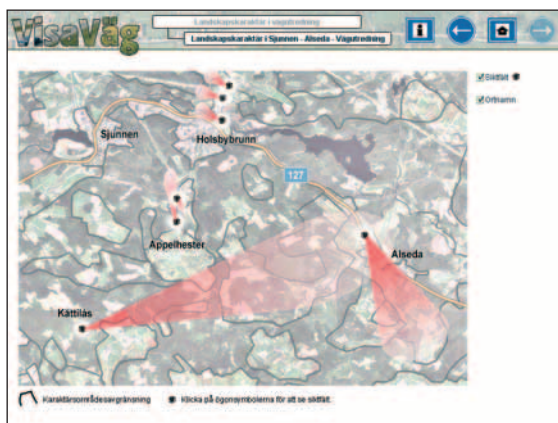 VisaVäg
Landskapskaraktär i vägutredning
Landskapskaraktär i Sjunnen - Alseda - Vägutredning
Siktfält
Ortnamn
Sjunnen
Holsbybrunn
127
Appelhester
Alseda
Kättilås
Karaktärsområdesavgränsning
Klicka på ögonsymbolerna för att se siktfält.